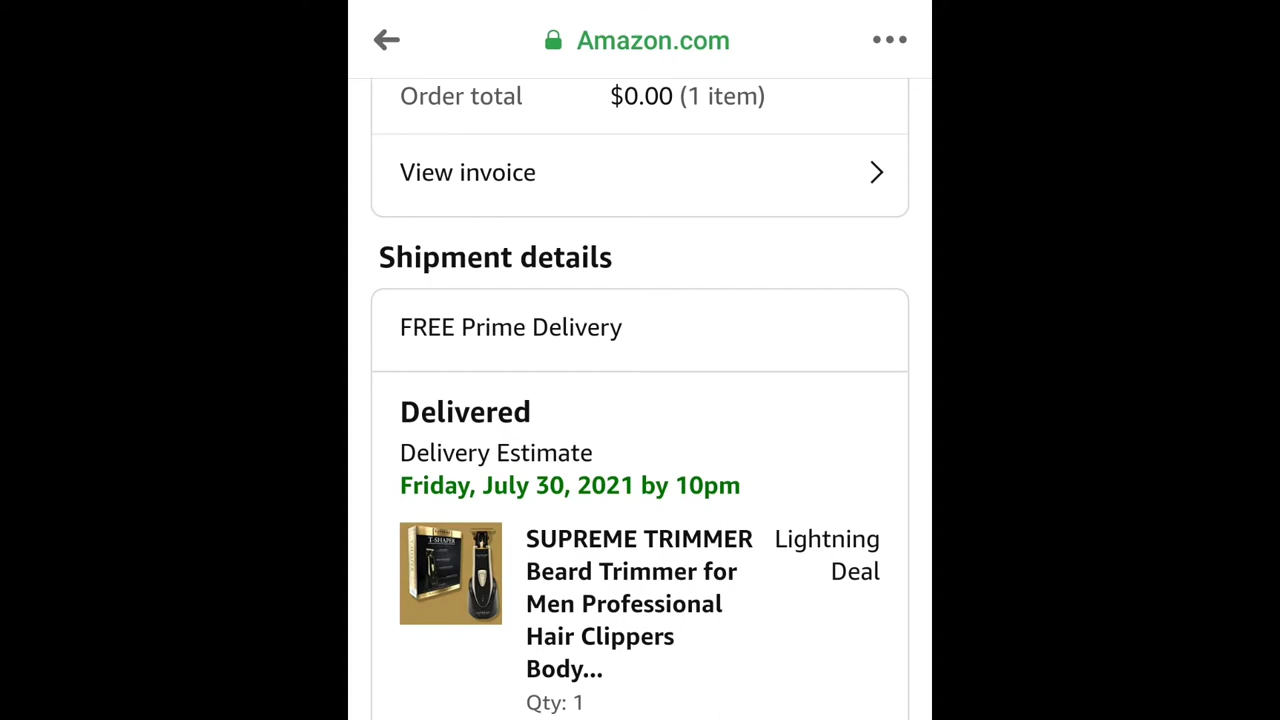 Amazon.com
Order total $0.00 (1 item)
View invoice
Shipment details
FREE Prime Delivery
Delivered
Delivery Estimate
Friday, July 30, 2021 by 10pm
T-SHAPER
SUPREME TRIMMER Lightning
Beard Trimmer for Deal
Men Professional
Hair Clippers
Body...
Qty: 1